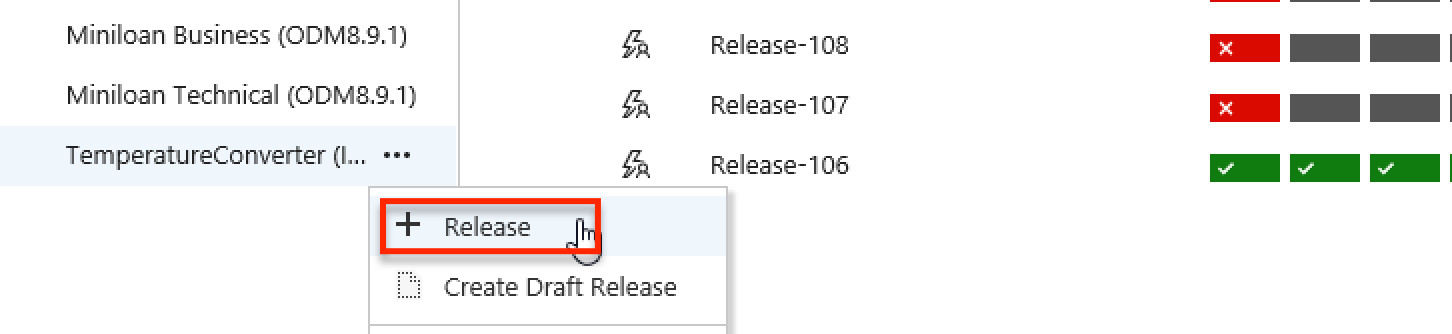 Miniloan Business (ODM8.9.1)
Miniloan Technical (ODM8.9.1)
TemperatureConverter (I... •••
Release-108
Release-107
Release-106
+ Release
Create Draft Release